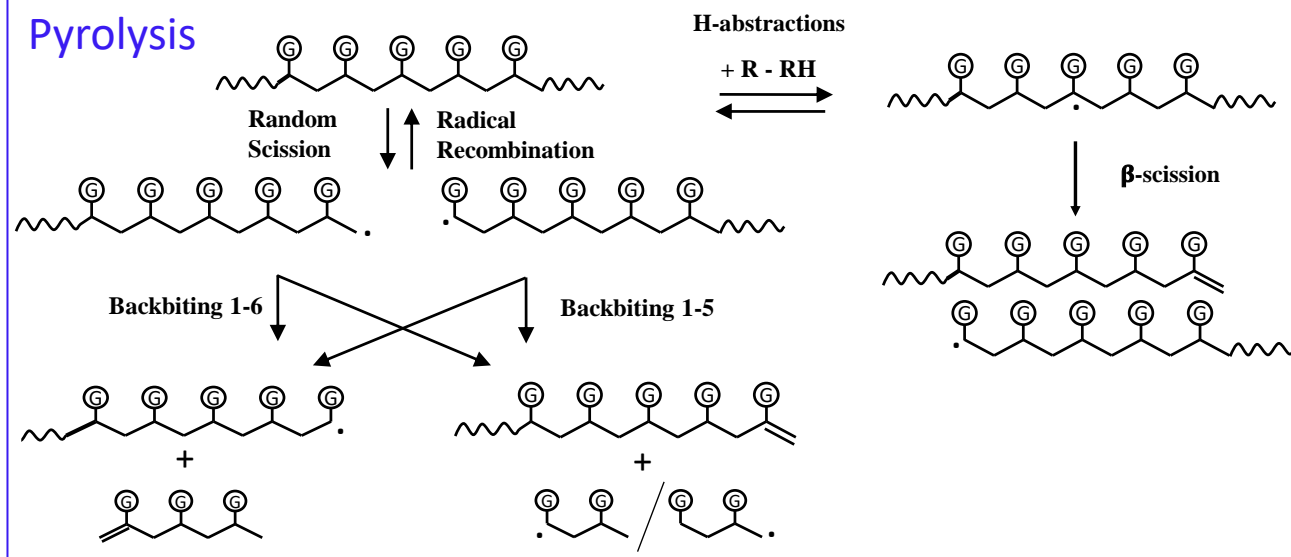 Pyrolysis
G G G G G
H-abstractions
+ R - RH
G G G G G
Random
Scission
Radical
Recombination
β-scission
G G G G G
G G G G G
G G G G G
G G G G G
Backbiting 1-6
Backbiting 1-5
G G G G G
G G G G G
+
+
G G G
G G / G G